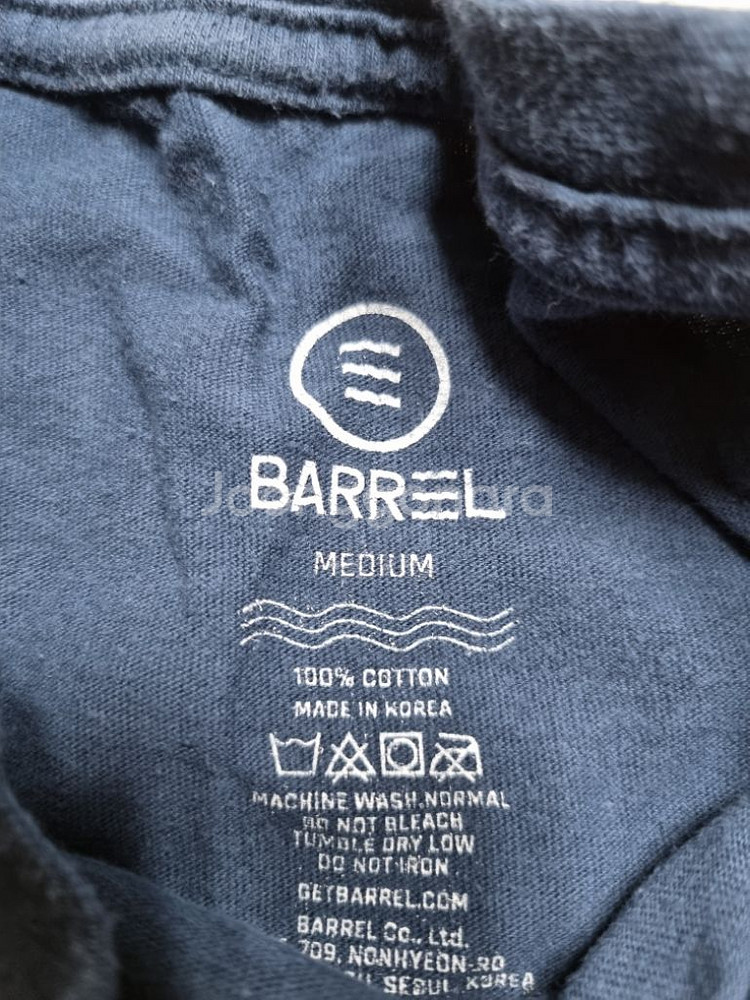 BARREL
MEDIUM
100% COTTON
MADE IN KOREA
MACHINE WASH.NORMAL
DO NOT BLEACH
TUMBLE DRY LOW
DO NOT IRON
GETBARREL.COM
BARREL Co., Ltd.
709, NONHYEON-RO
SEOUL KOREA